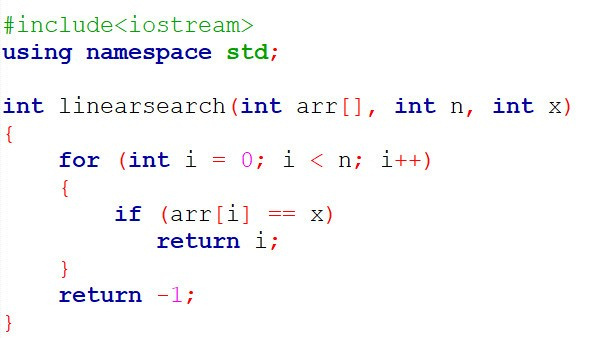 #include<iostream>
using namespace std;
int linearsearch(int arr[], int n, int x)
{
for (int i = 0; i < n; i++)
{
if (arr[i] == x)
return i;
}
return -1;
}